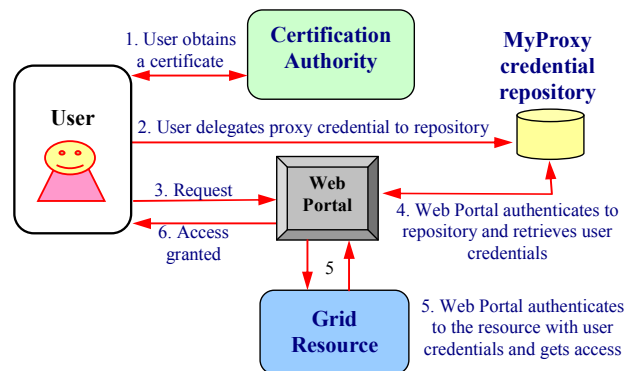 1. User obtains
a certificate
Certification
Authority
MyProxy
credential
repository
User
2. User delegates proxy credential to repository
3. Request
Web
Portal
6. Access
granted
4. Web Portal authenticates to
repository and retrieves user
credentials
5
Grid
Resource
5. Web Portal authenticates
to the resource with user
credentials and gets access